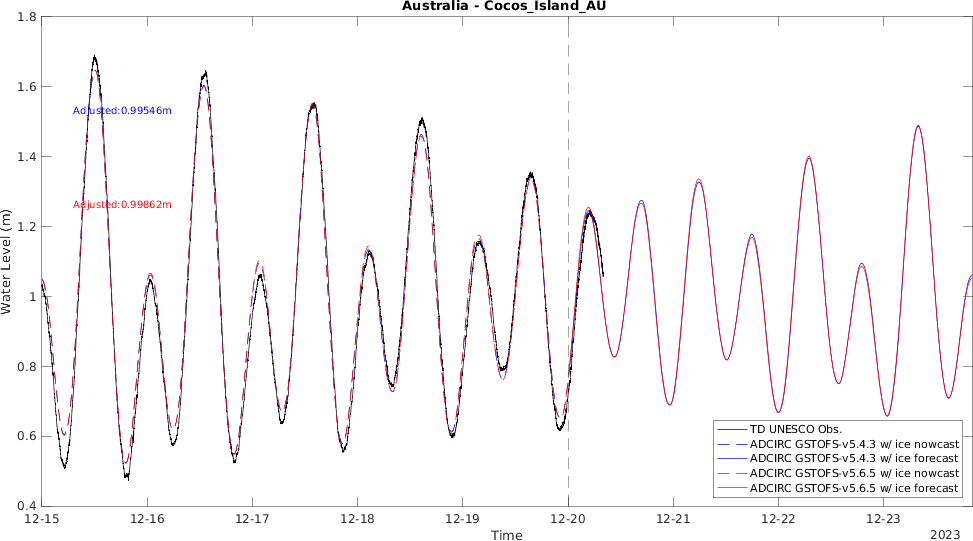 Australia - Cocos_Island_AU
1.8
1.6
1.4
1.2
1
0.8
0.6
0.4
Water Level (m)
Adjusted:0.99546m
Adjusted:0.99862m
TD UNESCO Obs.
ADCIRC GSTOFS-v5.4.3 w/ ice nowcast
ADCIRC GSTOFS-v5.4.3 w/ ice forecast
ADCIRC GSTOFS-v5.6.5 w/ ice nowcast
ADCIRC GSTOFS-v5.6.5 w/ ice forecast
12-15 12-16 12-17 12-18 12-19 12-20 12-21 12-22 12-23
Time
2023